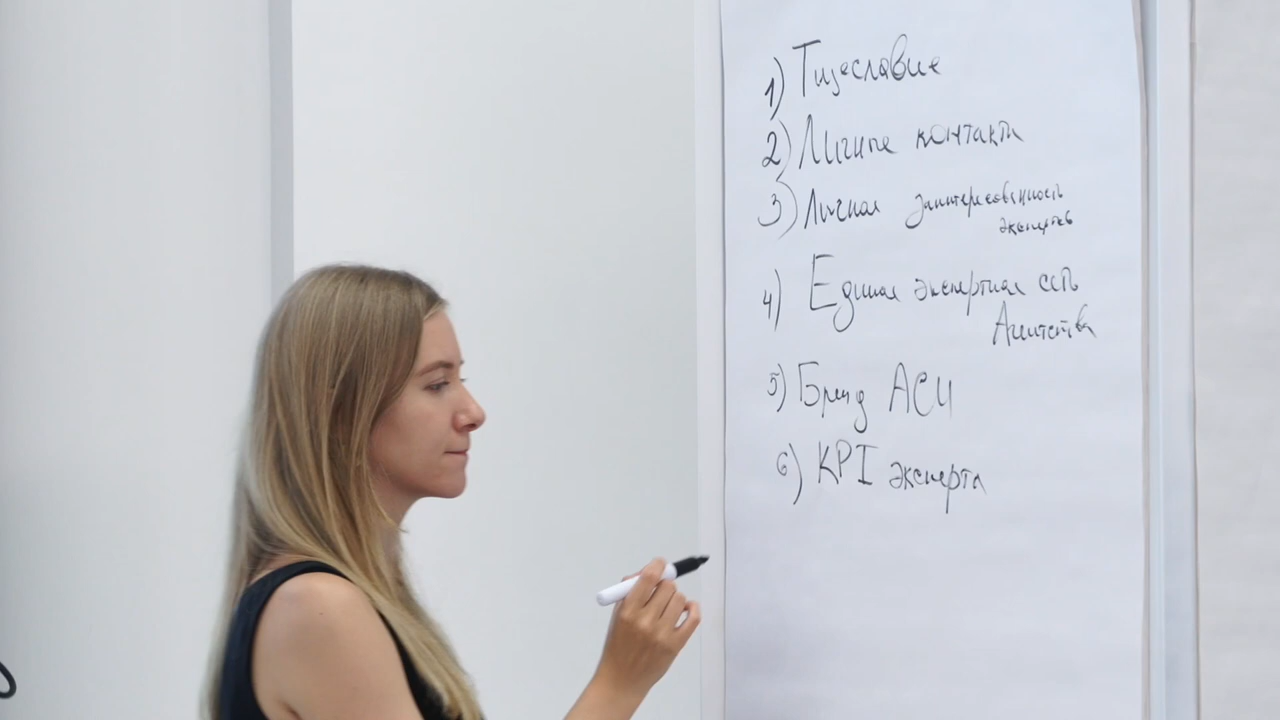 1) Тщеславие
2) Личные контакты
3) Личная заинтересованность
экспертов
4) Единая экспертная сеть
Агентства
5) Бренд АСИ
6) KPI эксперта